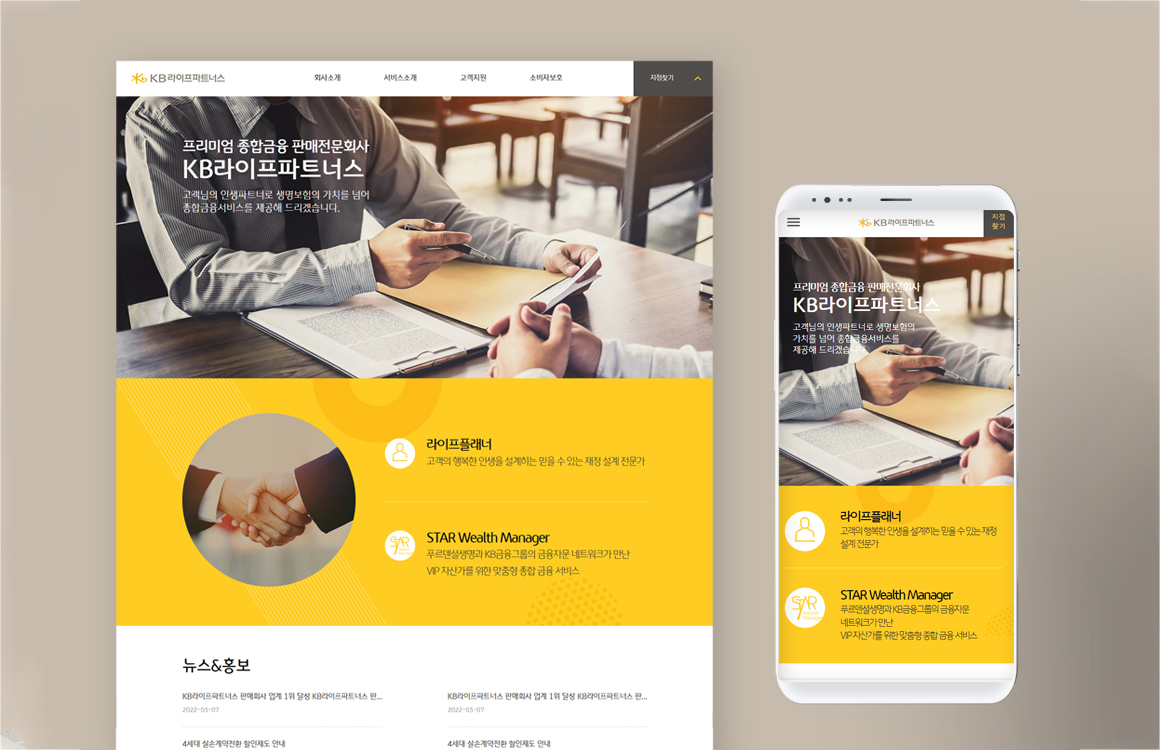 KB라이프파트너스
회사소개
서비스소개
고객지원
소비자보호
지점찾기
프리미엄 종합금융 판매전문회사
KB라이프파트너스
고객님의 인생파트너로 생명보험의 가치를 넘어
종합금융서비스를 제공해 드리겠습니다.
라이프플래너
고객의 행복한 인생을 설계하는 믿을 수 있는 재정 설계 전문가
STAR
STAR Wealth Manager
푸르덴셜생명과 KB금융그룹의 금융자문 네트워크가 만난
VIP 자산가를 위한 맞춤형 종합 금융 서비스
뉴스&홍보
KB라이프파트너스 판매회사 업계 1위 달성 KB라이프파트너스 판...
2022-03-07
4세대 실손계약전환 할인제도 안내
KB라이프파트너스 판매회사 업계 1위 달성 KB라이프파트너스 판...
2022-03-07
4세대 실손계약전환 할인제도 안내
KB라이프파트너스
지점
찾기
프리미엄 종합금융 판매전문회사
KB라이프파트너스
고객님의 인생파트너로 생명보험의
가치를 넘어 종합금융서비스를
제공해 드리겠습니다.
라이프플래너
고객의 행복한 인생을 설계하는 믿을 수 있는 재정
설계 전문가
STAR
Wealth
Manager
STAR Wealth Manager
푸르덴셜생명과 KB금융그룹의 금융자문
네트워크가 만난
VIP 자산가를 위한 맞춤형 종합 금융 서비스